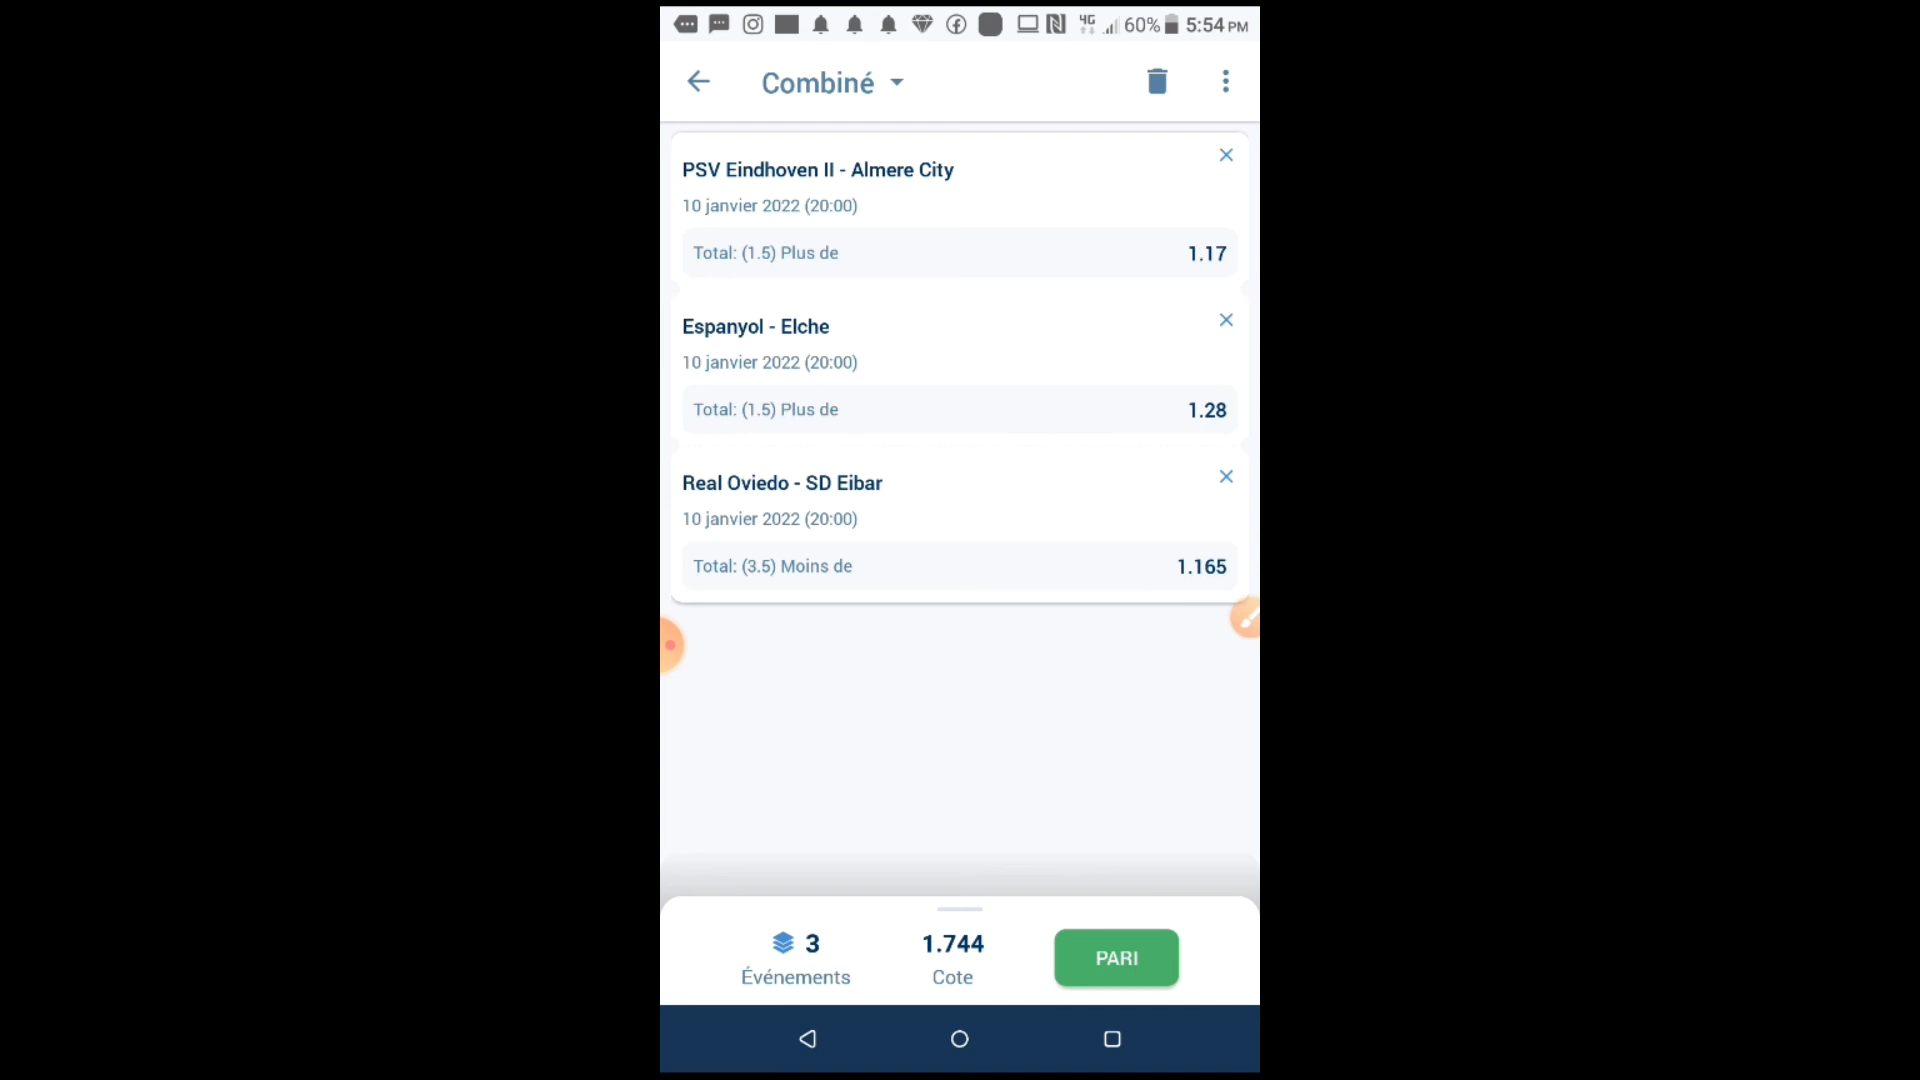 4G 60% 5:54 PM
Combiné
PSV Eindhoven II - Almere City
10 janvier 2022 (20:00)
Total: (1.5) Plus de 1.17
Espanyol - Elche
10 janvier 2022 (20:00)
Total: (1.5) Plus de 1.28
Real Oviedo - SD Eibar
10 janvier 2022 (20:00)
Total: (3.5) Moins de 1.165
3 1.744 PARI
Événements Cote